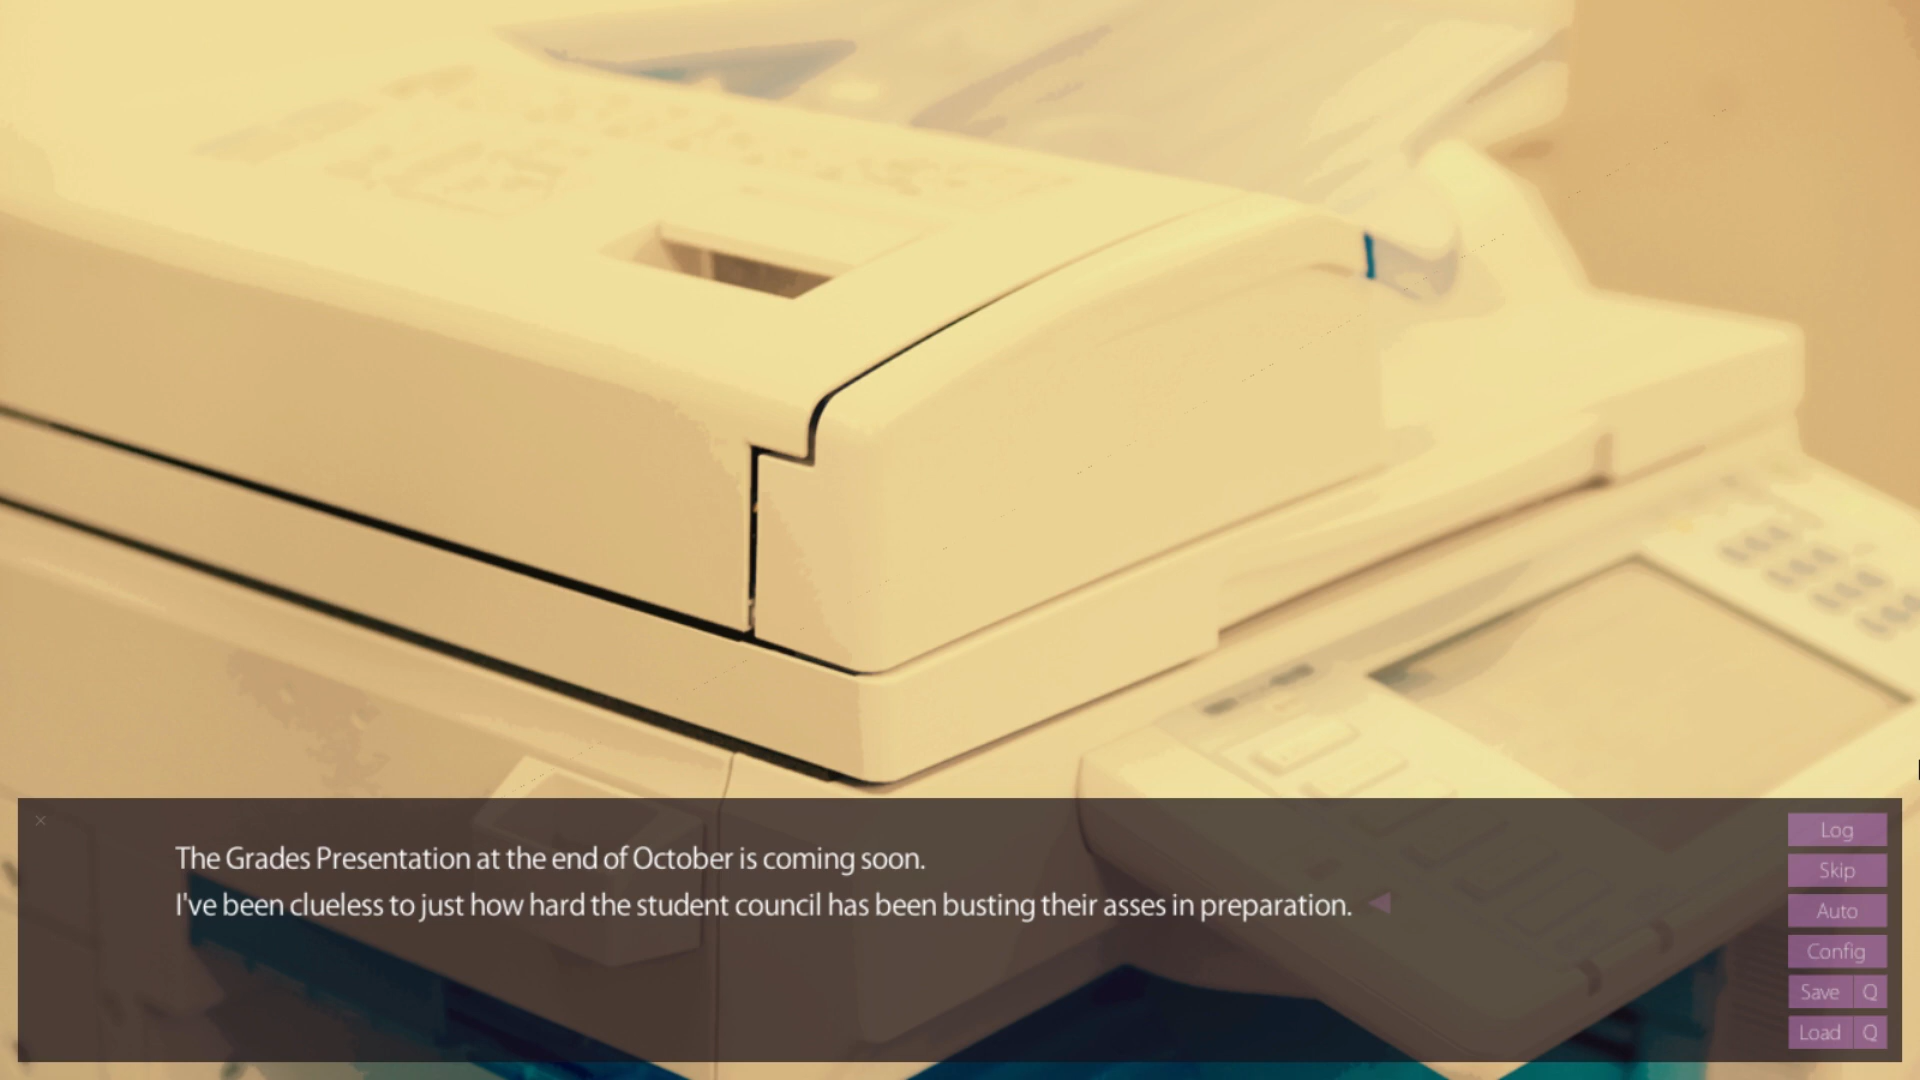 The Grades Presentation at the end of October is coming soon.
I've been clueless to just how hard the student council has been busting their asses in preparation.
Log
Skip
Auto
Config
Save Q
Load Q